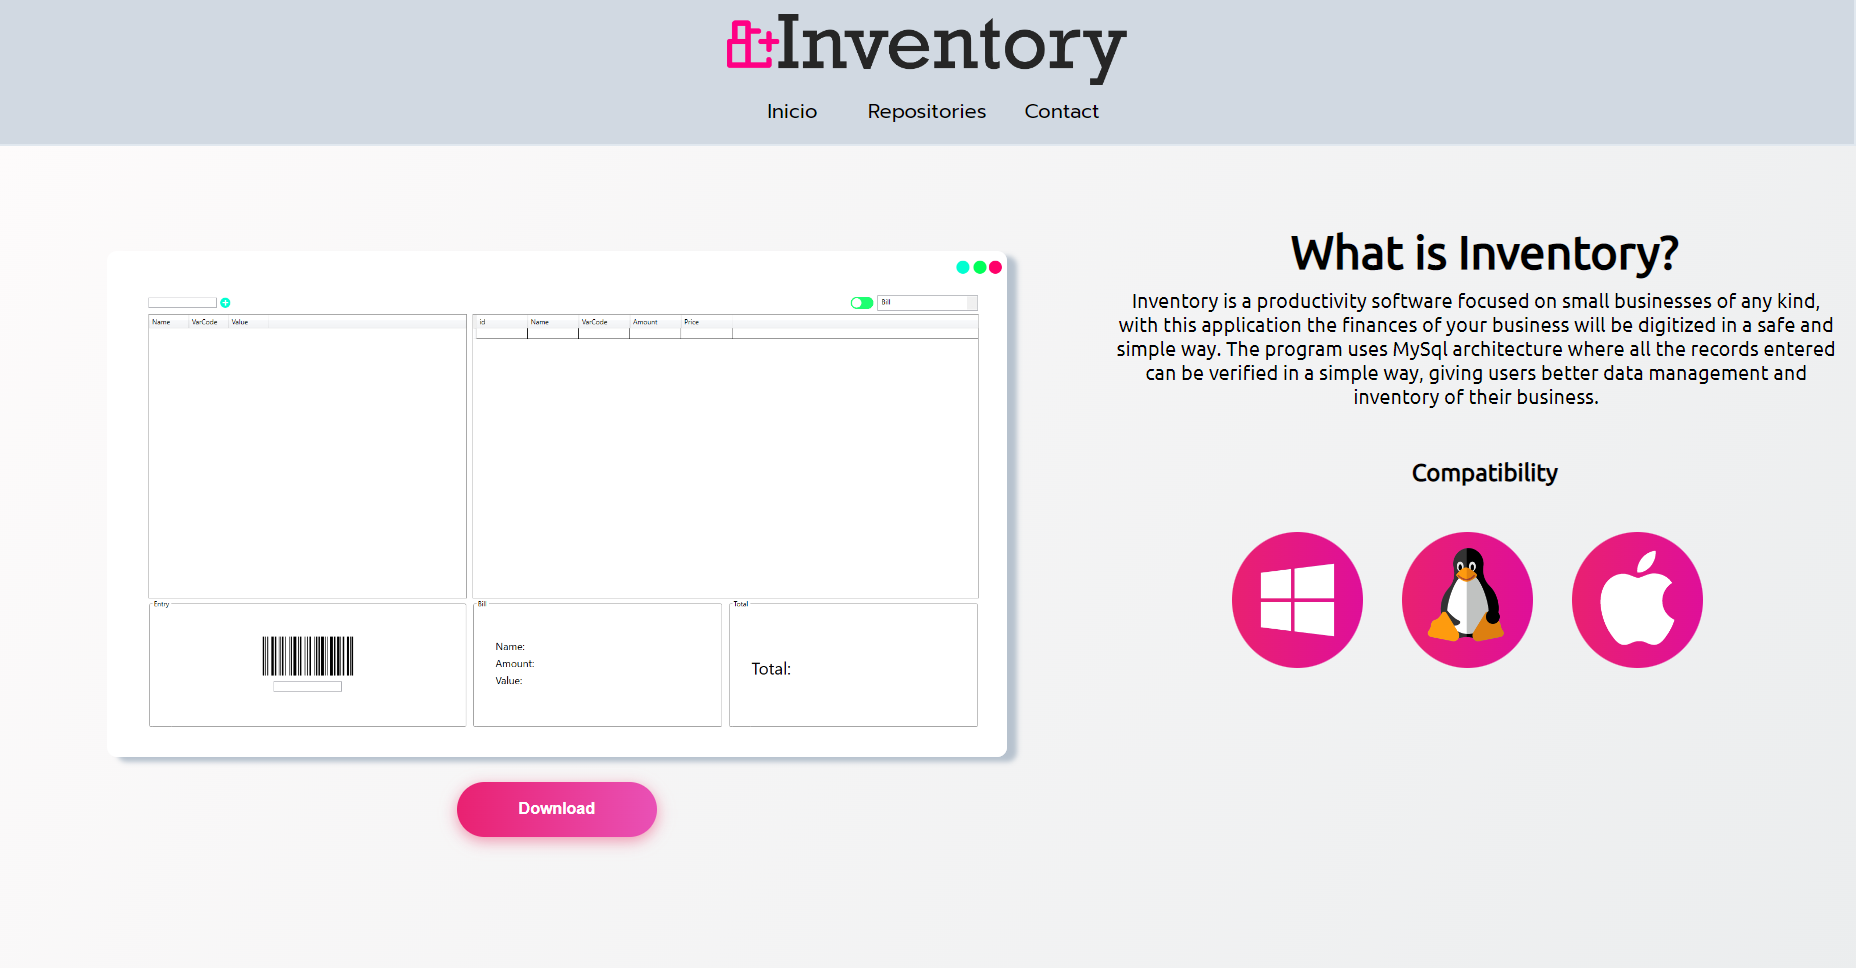 Inventory
Inicio Repositories Contact
What is Inventory?
Inventory is a productivity software focused on small businesses of any kind,
with this application the finances of your business will be digitized in a safe and
simple way. The program uses MySql architecture where all the records entered
can be verified in a simple way, giving users better data management and
inventory of their business.
Compatibility
Bill
Name VarCode Value
id Name VarCode Amount Price
Entry
Bill
Name:
Amount:
Value:
Total
Total:
Download